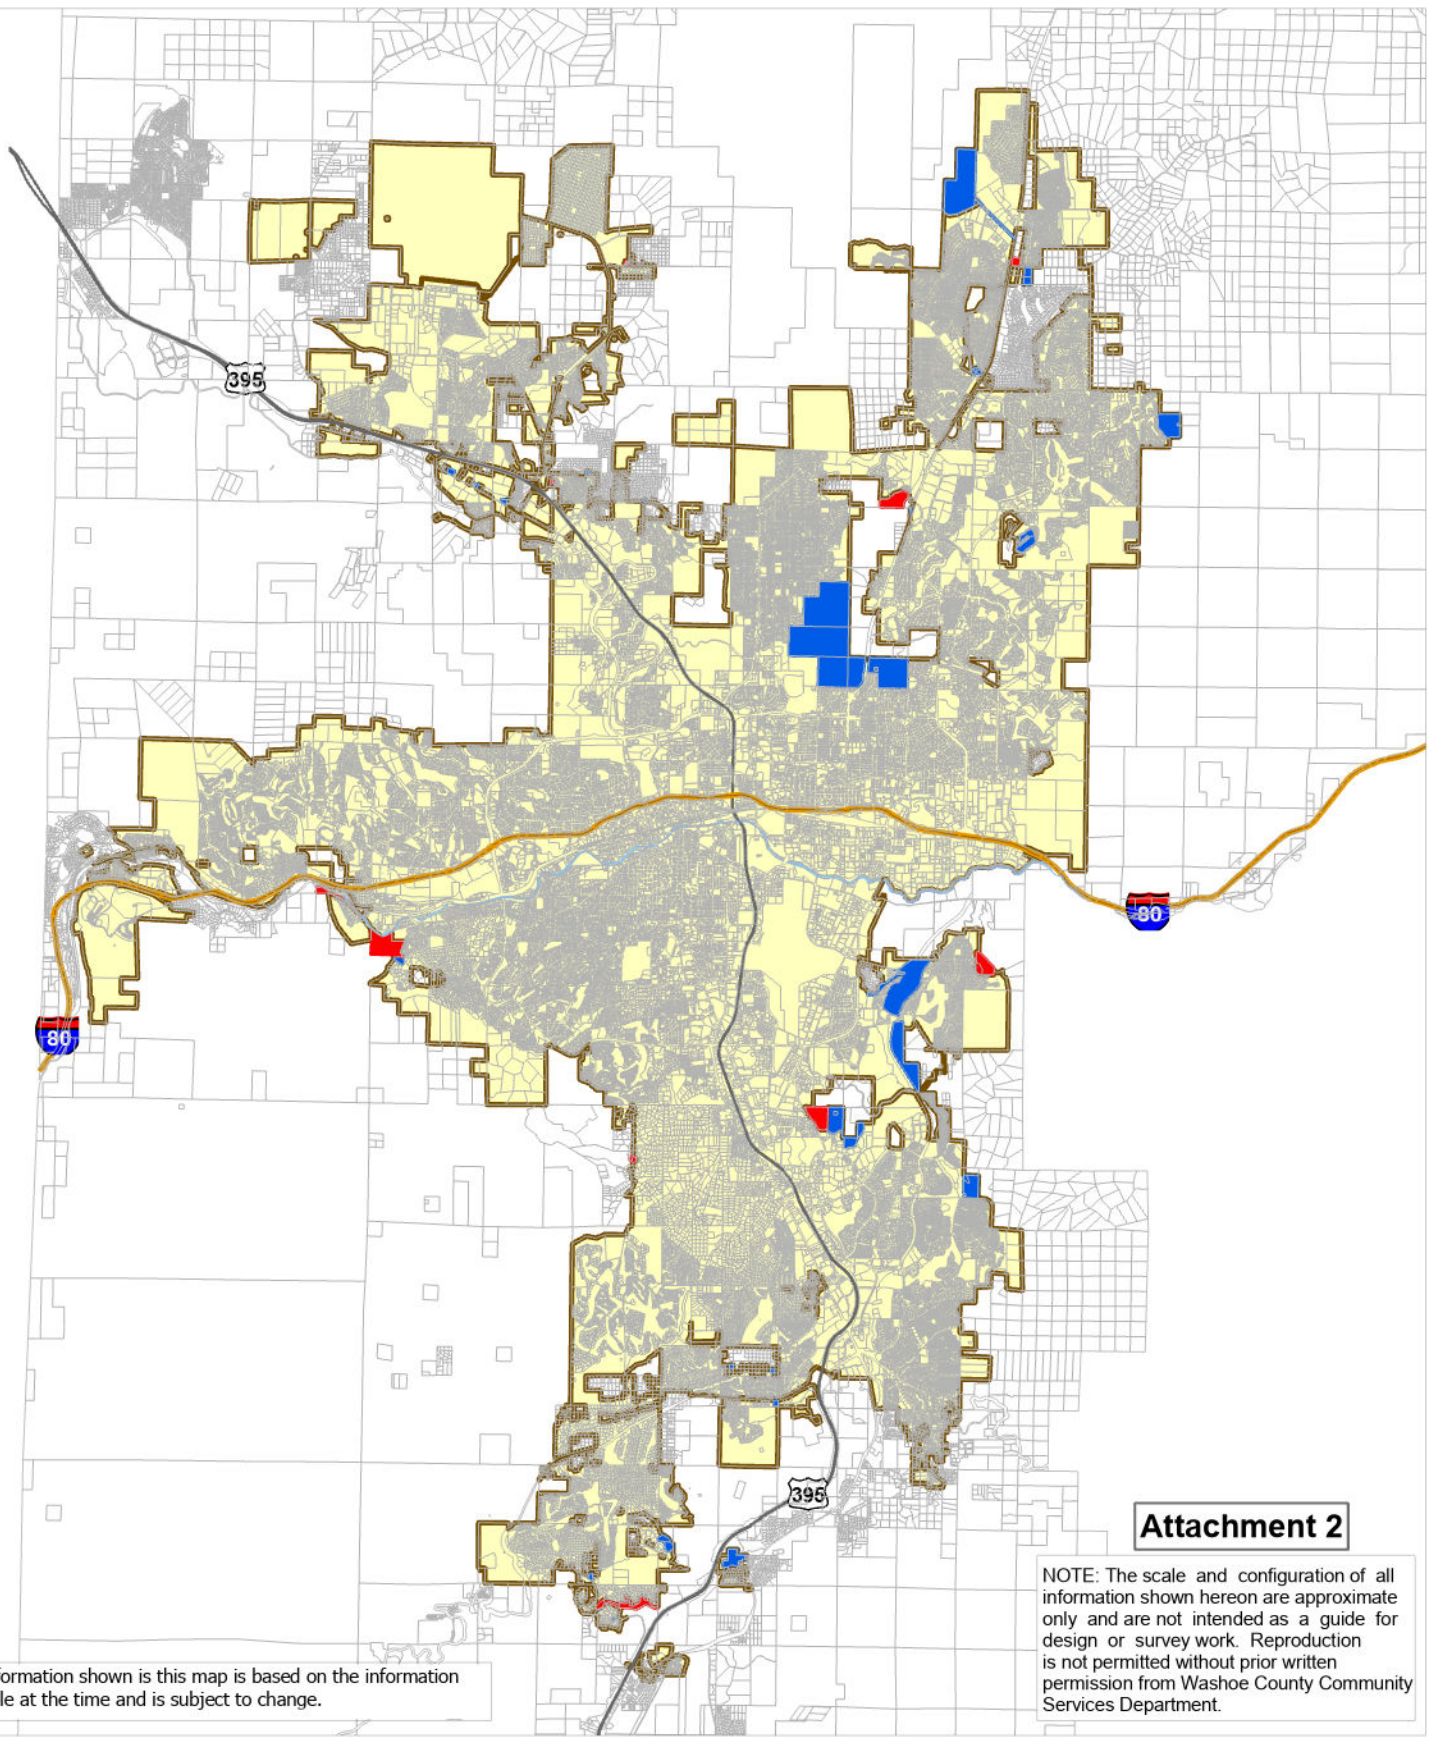 395
80
80
395
Attachment 2
NOTE: The scale and configuration of all
information shown hereon are approximate
only and are not intended as a guide for
design or survey work. Reproduction
is not permitted without prior written
permission from Washoe County Community
Services Department.
formation shown is this map is based on the information
le at the time and is subject to change.